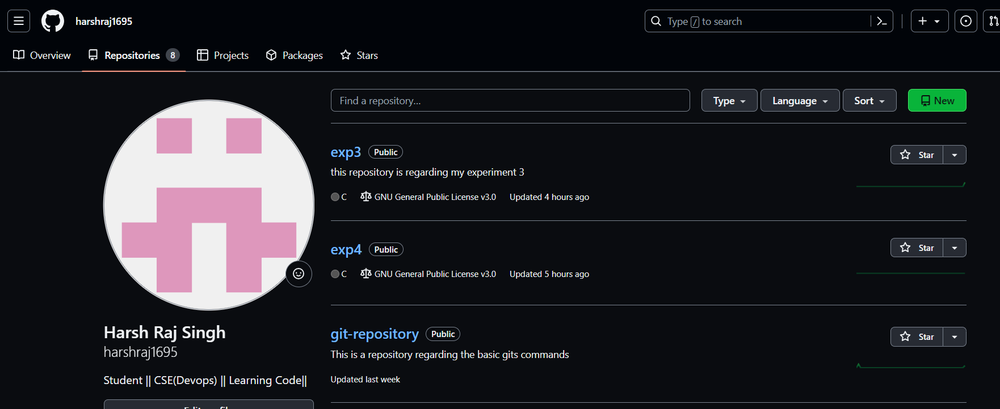 harshraj1695
Type / to search
Overview
Repositories 8
Projects
Packages
Stars
Find a repository...
Type
Language
Sort
New
exp3 Public
Star
this repository is regarding my experiment 3
C GNU General Public License v3.0 Updated 4 hours ago
exp4 Public
Star
C GNU General Public License v3.0 Updated 5 hours ago
git-repository Public
Star
This is a repository regarding the basic gits commands
Updated last week
Harsh Raj Singh
harshraj1695
Student || CSE(Devops) || Learning Code||